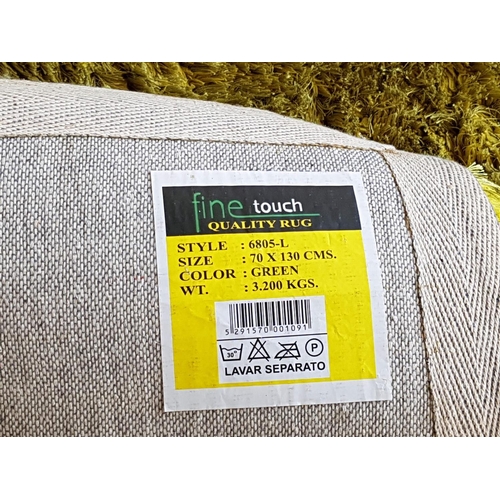 fine touch
QUALITY RUG
STYLE : 6805-L
SIZE : 70 X 130 CMS.
COLOR : GREEN
WT. : 3.200 KGS.
5 291570 001091
30° P
LAVAR SEPARATO